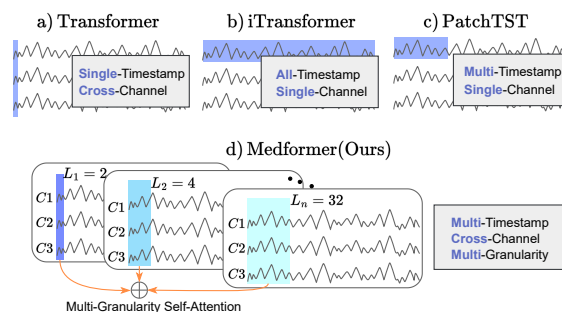 a) Transformer
b) iTransformer
c) PatchTST
Single-Timestamp
Cross-Channel
All-Timestamp
Single-Channel
Multi-Timestamp
Single-Channel
d) Medformer(Ours)
L1 = 2
C1
C2
C3
L2 = 4
C1
C2
C3
Ln = 32
C1
C2
C3
Multi-Timestamp
Cross-Channel
Multi-Granularity
Multi-Granularity Self-Attention